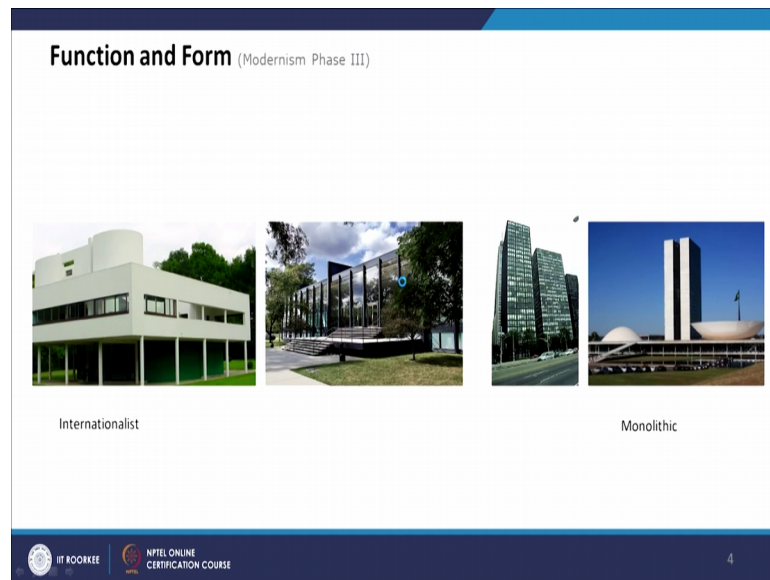 Function and Form (Modernism Phase III)
Internationalist
Monolithic
IIT ROORKEE
NPTEL ONLINE
CERTIFICATION COURSE
4